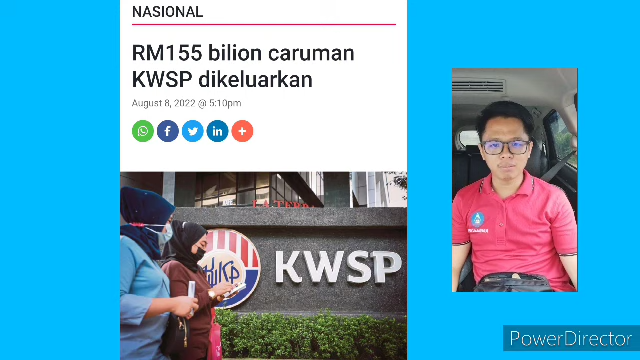 NASIONAL
RM155 bilion caruman
KWSP dikeluarkan
August 8, 2022 @ 5:10pm
KWSP
PowerDirector